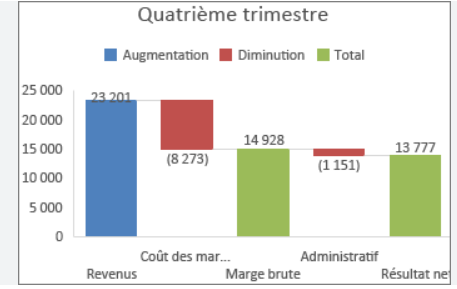 Quatrième trimestre
Augmentation Diminution Total
25 000
20 000
15 000
10 000
5 000
0
23 201
(8 273)
14 928
(1 151)
13 777
Coût des mar... Administratif
Revenus Marge brute Résultat net